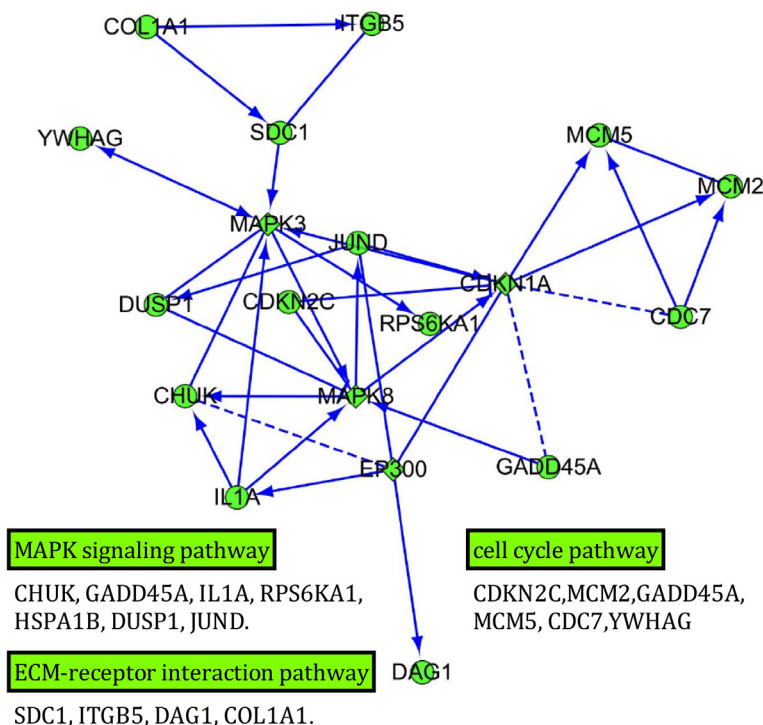 COL1A1
ITGB5
SDC1
YWHAG
MCM5
MCM2
MAPK3
JUND
CDKN1A
DUSP1
CDKN2C
RPS6KA1
CDC7
CHUK
MAPK8
EP300
GADD45A
IL1A
MAPK signaling pathway
CHUK, GADD45A, IL1A, RPS6KA1,
HSPA1B, DUSP1, JUND.
cell cycle pathway
CDKN2C,MCM2,GADD45A,
MCM5, CDC7,YWHAG
ECM-receptor interaction pathway
DAG1
SDC1, ITGB5, DAG1, COL1A1.